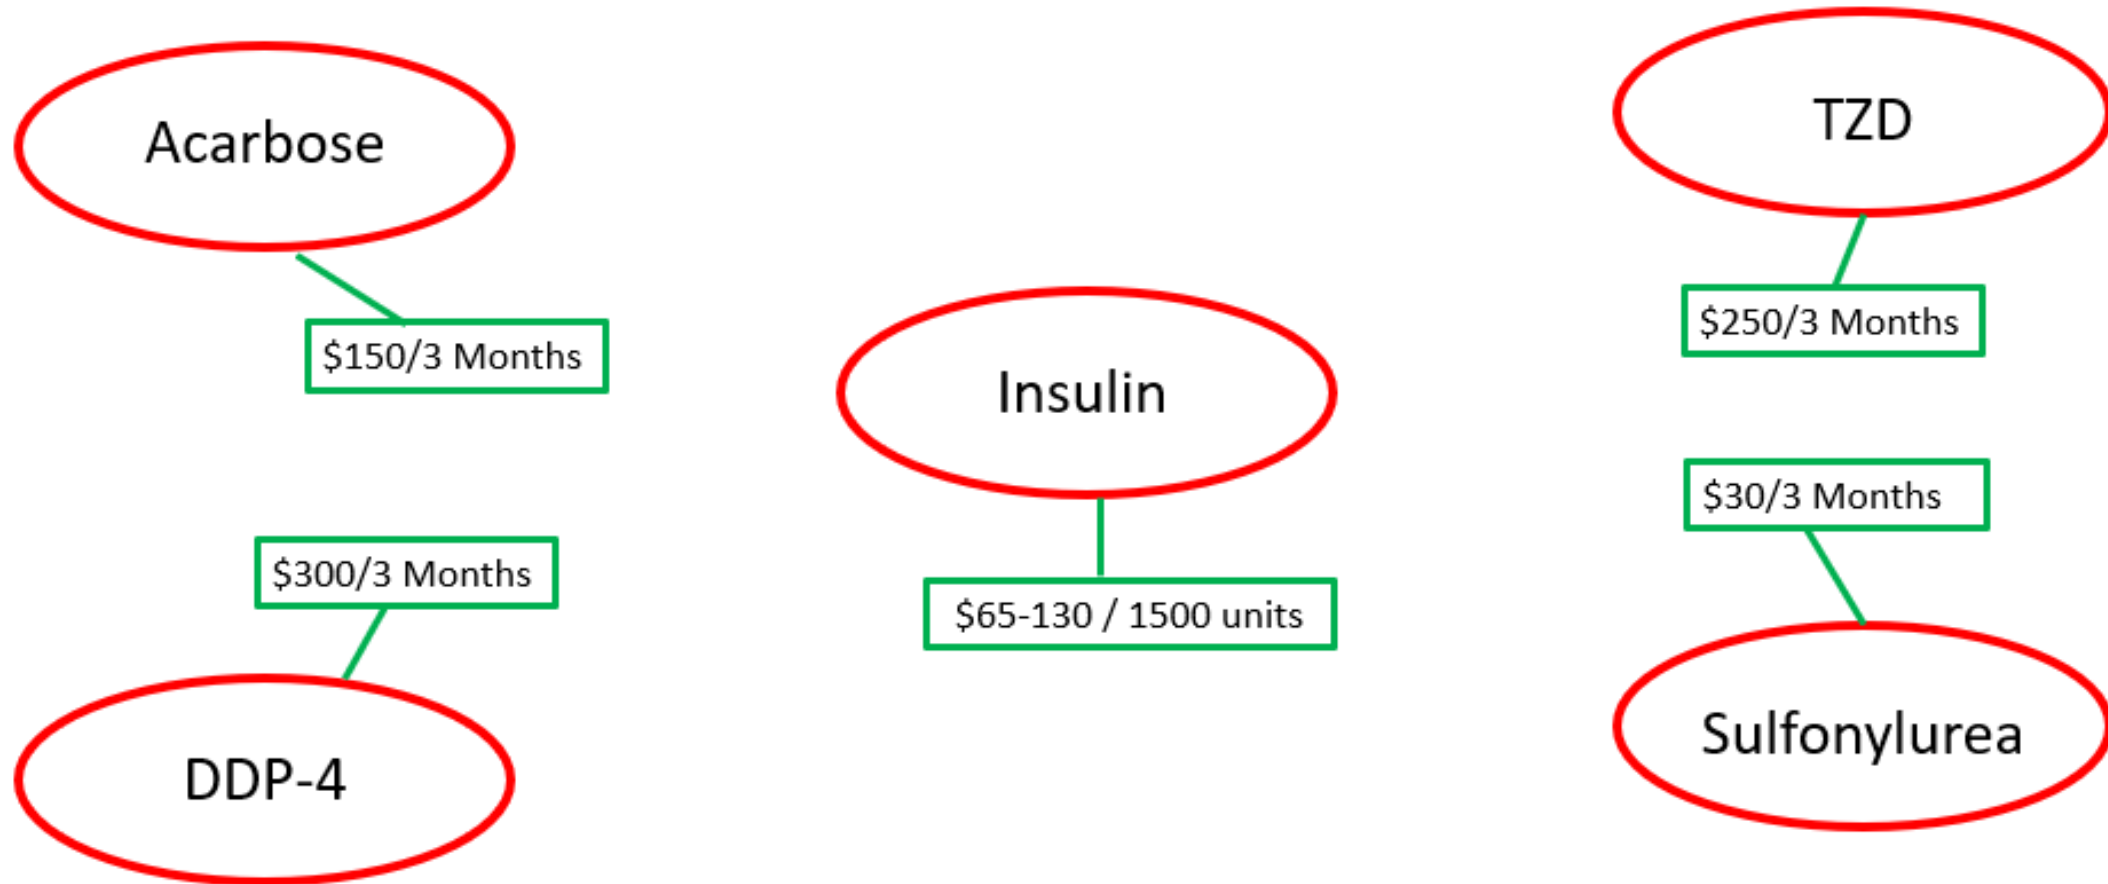 Acarbose
$150/3 Months
TZD
$250/3 Months
Insulin
$65-130 / 1500 units
$300/3 Months
DDP-4
$30/3 Months
Sulfonylurea